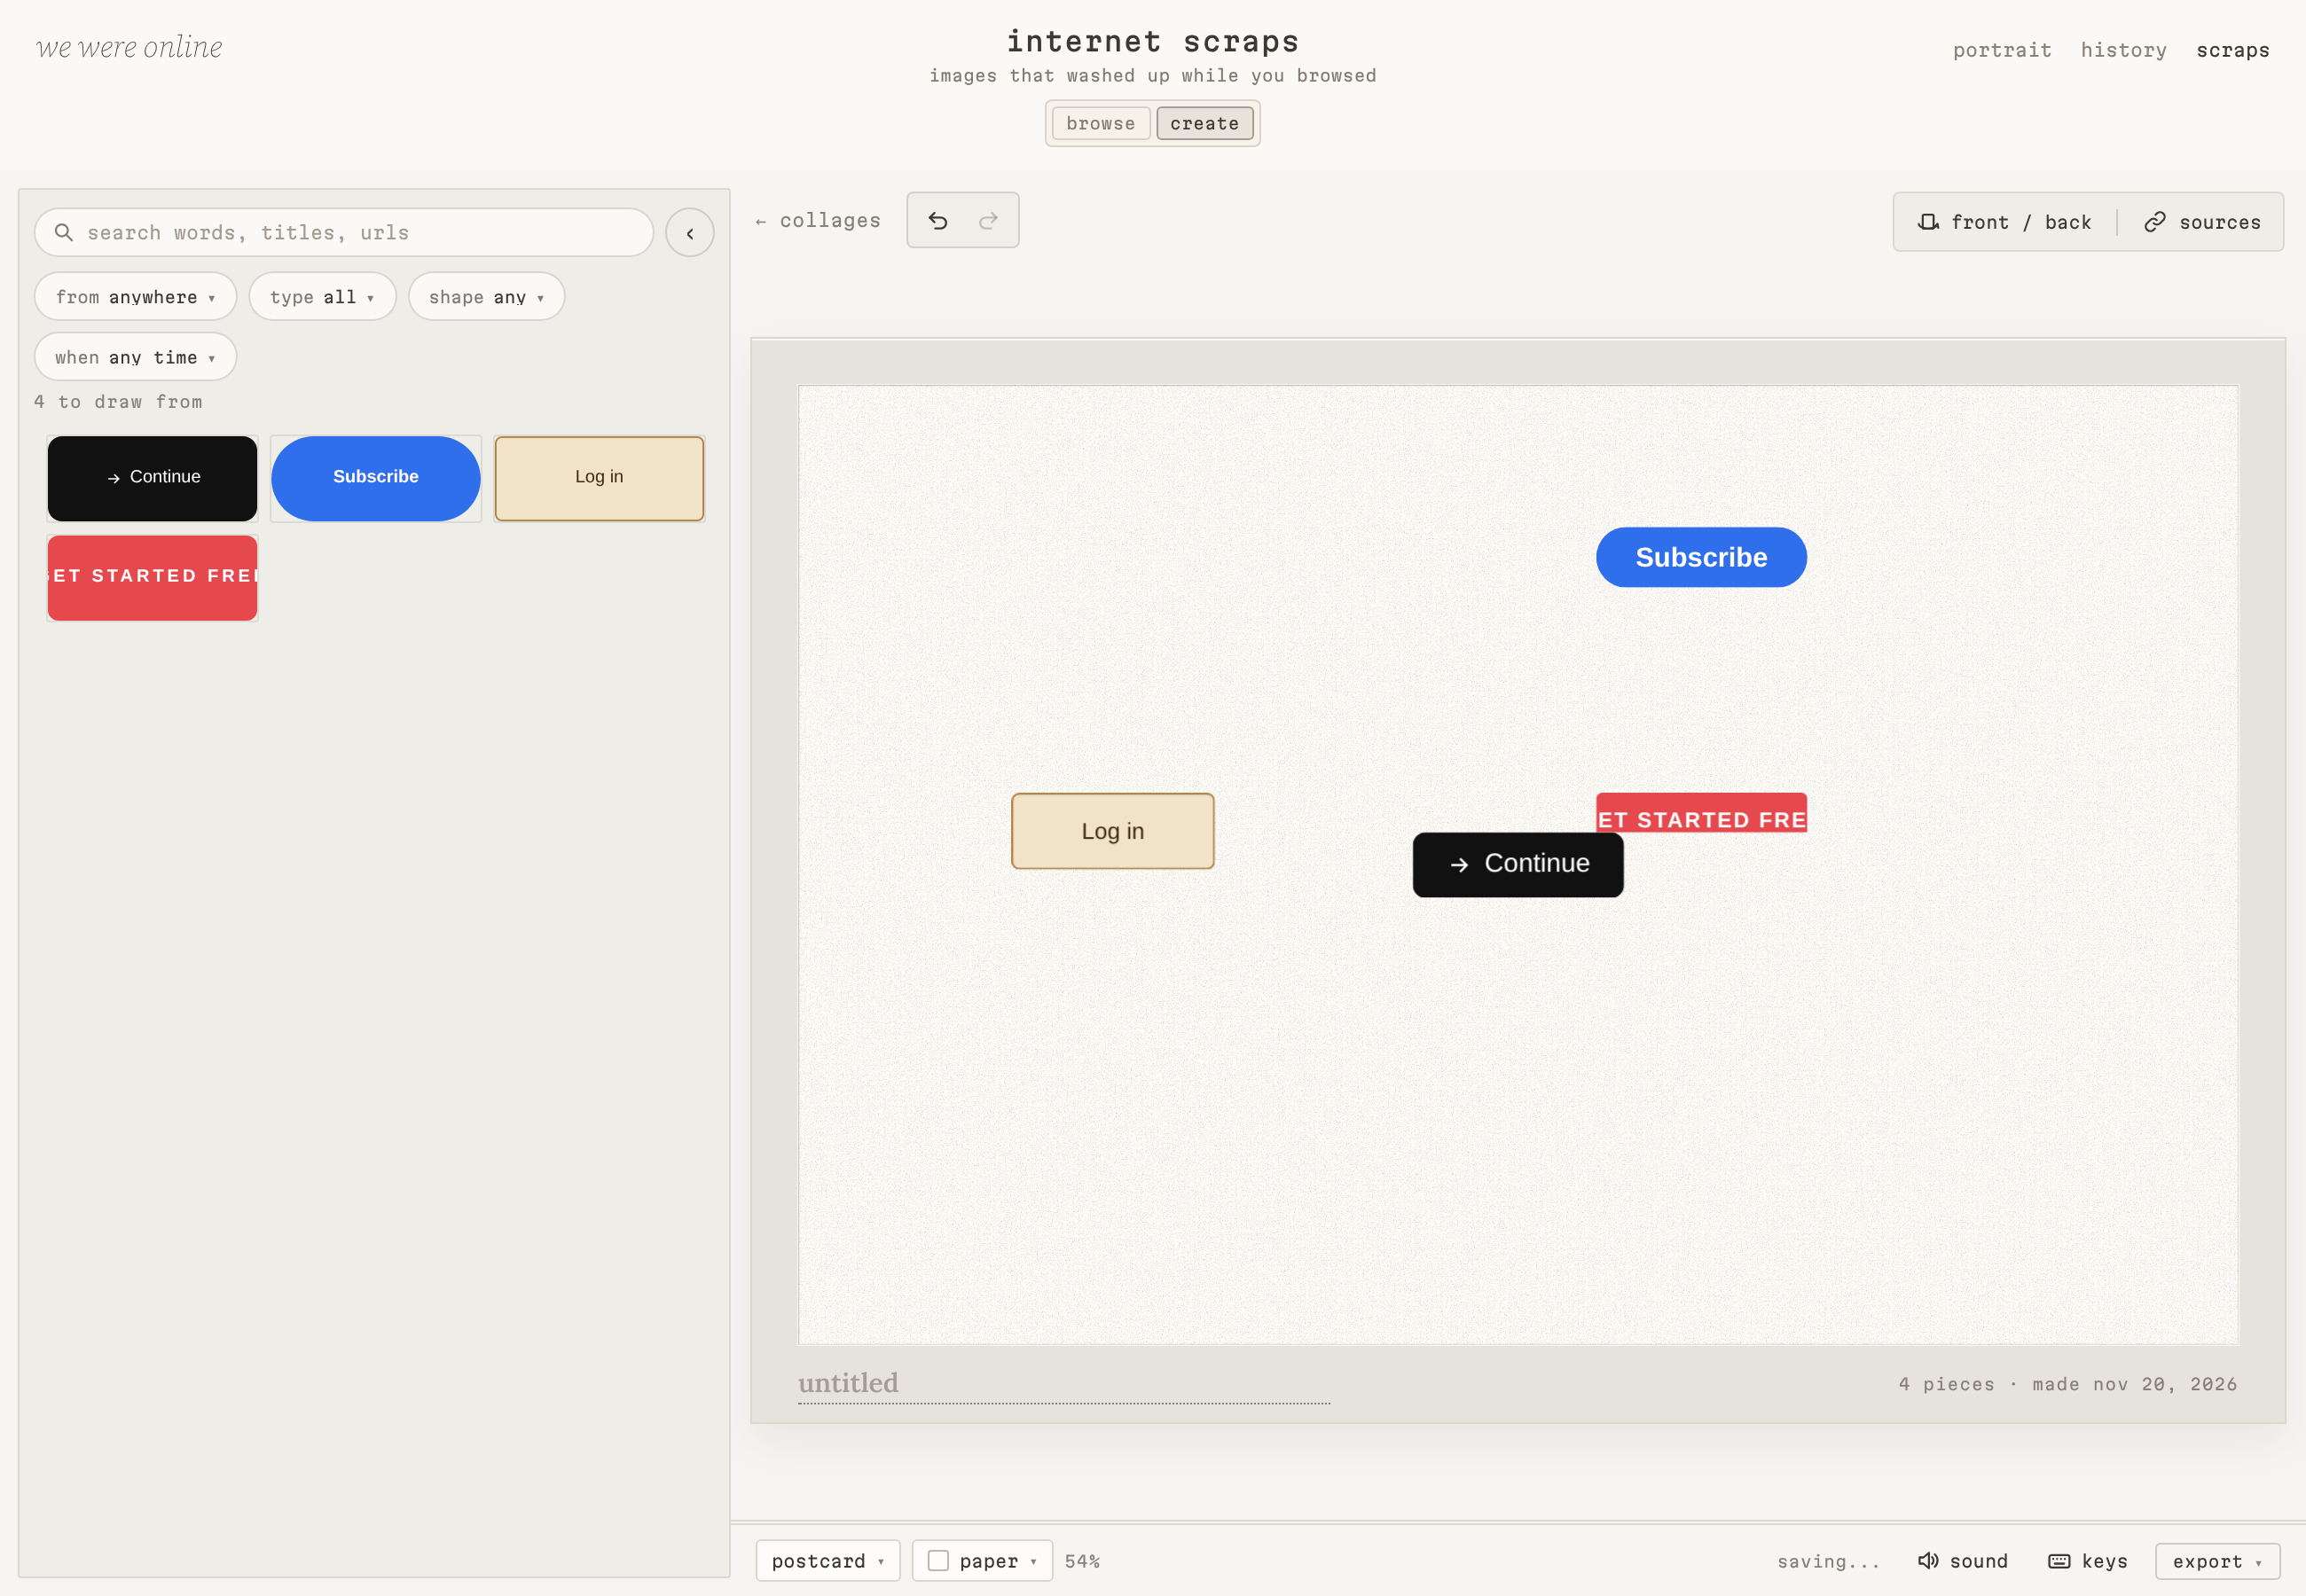 we were online
internet scraps
images that washed up while you browsed
browse create
portrait history scraps
search words, titles, urls
from anywhere
type all
shape any
when any time
4 to draw from
→ Continue
Subscribe
Log in
ET STARTED FREE
← collages
front / back
sources
Subscribe
Log in
ET STARTED FRE
→ Continue
untitled
4 pieces · made nov 20, 2026
postcard
paper
54%
saving...
sound
keys
export